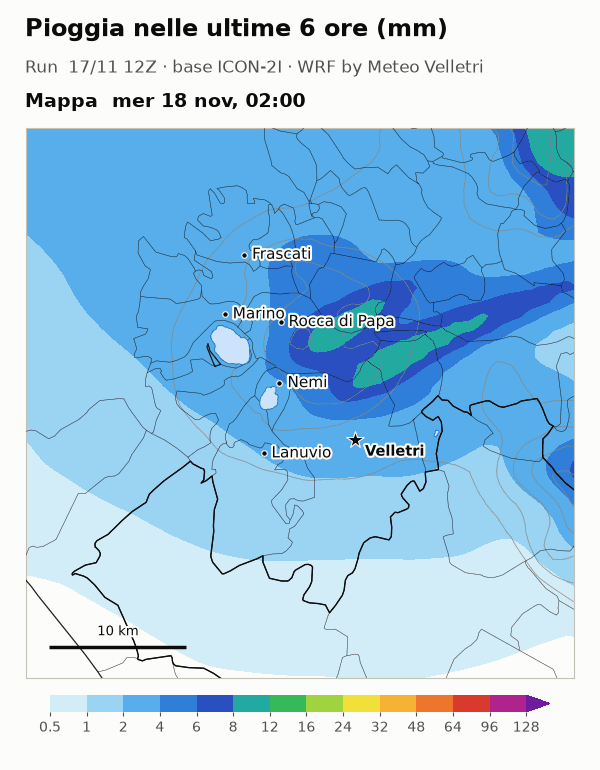 Pioggia nelle ultime 6 ore (mm)
Run  17/11 12Z · base ICON-2I · WRF by Meteo Velletri
Mappa  mer 18 nov, 02:00
Frascati
Marino
Rocca di Papa
Nemi
Velletri
Lanuvio
10 km
0.5 1 2 4 6 8 12 16 24 32 48 64 96 128